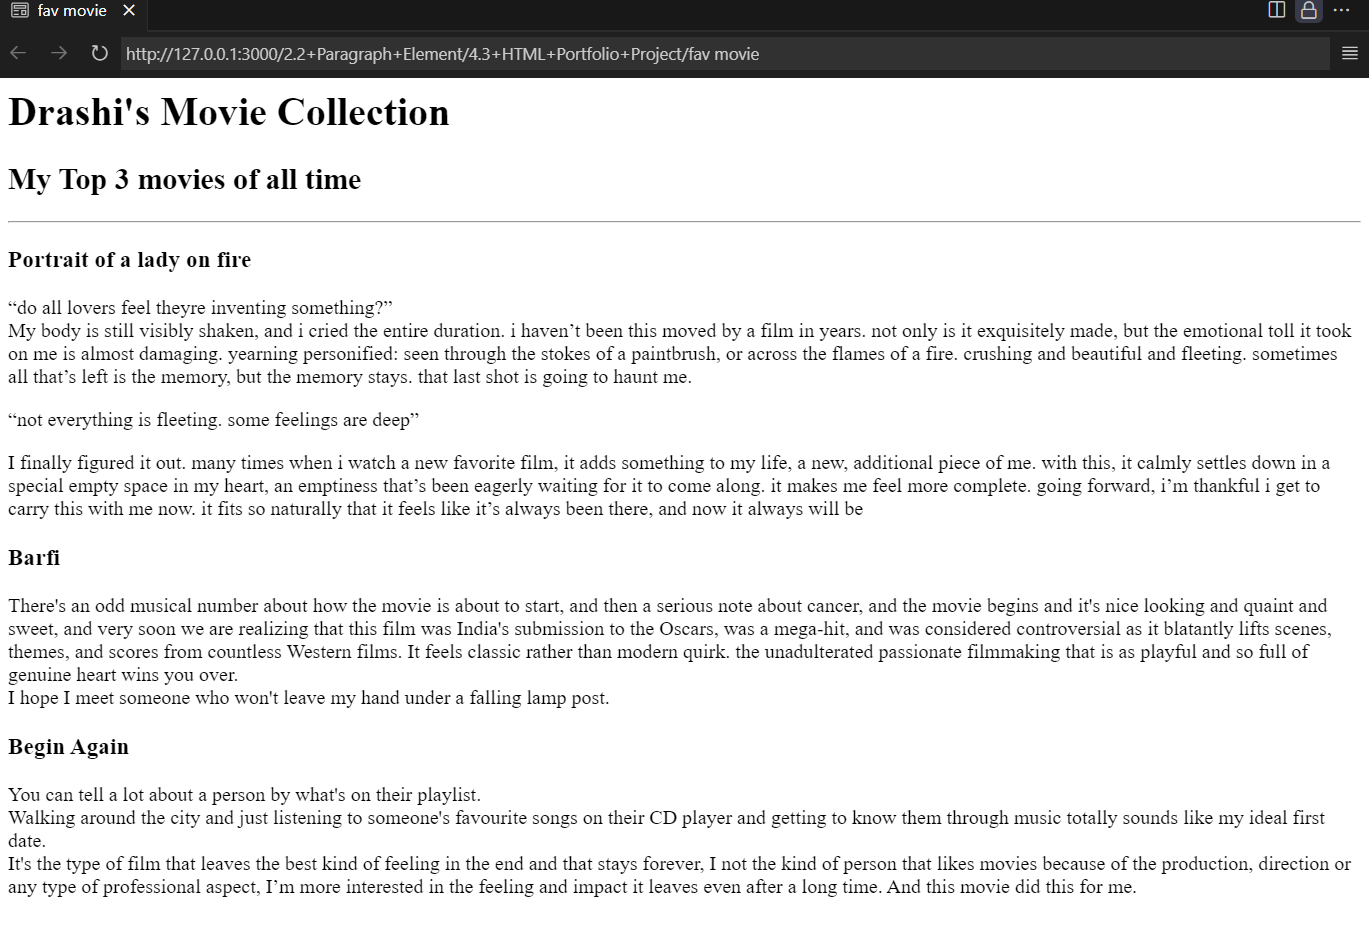 fav movie
http://127.0.0.1:3000/2.2+Paragraph+Element/4.3+HTML+Portfolio+Project/fav movie
Drashi's Movie Collection
My Top 3 movies of all time
Portrait of a lady on fire
“do all lovers feel theyre inventing something?”
My body is still visibly shaken, and i cried the entire duration. i haven’t been this moved by a film in years. not only is it exquisitely made, but the emotional toll it took
on me is almost damaging. yearning personified: seen through the stokes of a paintbrush, or across the flames of a fire. crushing and beautiful and fleeting. sometimes
all that’s left is the memory, but the memory stays. that last shot is going to haunt me.
“not everything is fleeting. some feelings are deep”
I finally figured it out. many times when i watch a new favorite film, it adds something to my life, a new, additional piece of me. with this, it calmly settles down in a
special empty space in my heart, an emptiness that’s been eagerly waiting for it to come along. it makes me feel more complete. going forward, i’m thankful i get to
carry this with me now. it fits so naturally that it feels like it’s always been there, and now it always will be
Barfi
There's an odd musical number about how the movie is about to start, and then a serious note about cancer, and the movie begins and it's nice looking and quaint and
sweet, and very soon we are realizing that this film was India's submission to the Oscars, was a mega-hit, and was considered controversial as it blatantly lifts scenes,
themes, and scores from countless Western films. It feels classic rather than modern quirk. the unadulterated passionate filmmaking that is as playful and so full of
genuine heart wins you over.
I hope I meet someone who won't leave my hand under a falling lamp post.
Begin Again
You can tell a lot about a person by what's on their playlist.
Walking around the city and just listening to someone's favourite songs on their CD player and getting to know them through music totally sounds like my ideal first
date.
It's the type of film that leaves the best kind of feeling in the end and that stays forever, I not the kind of person that likes movies because of the production, direction or
any type of professional aspect, I’m more interested in the feeling and impact it leaves even after a long time. And this movie did this for me.